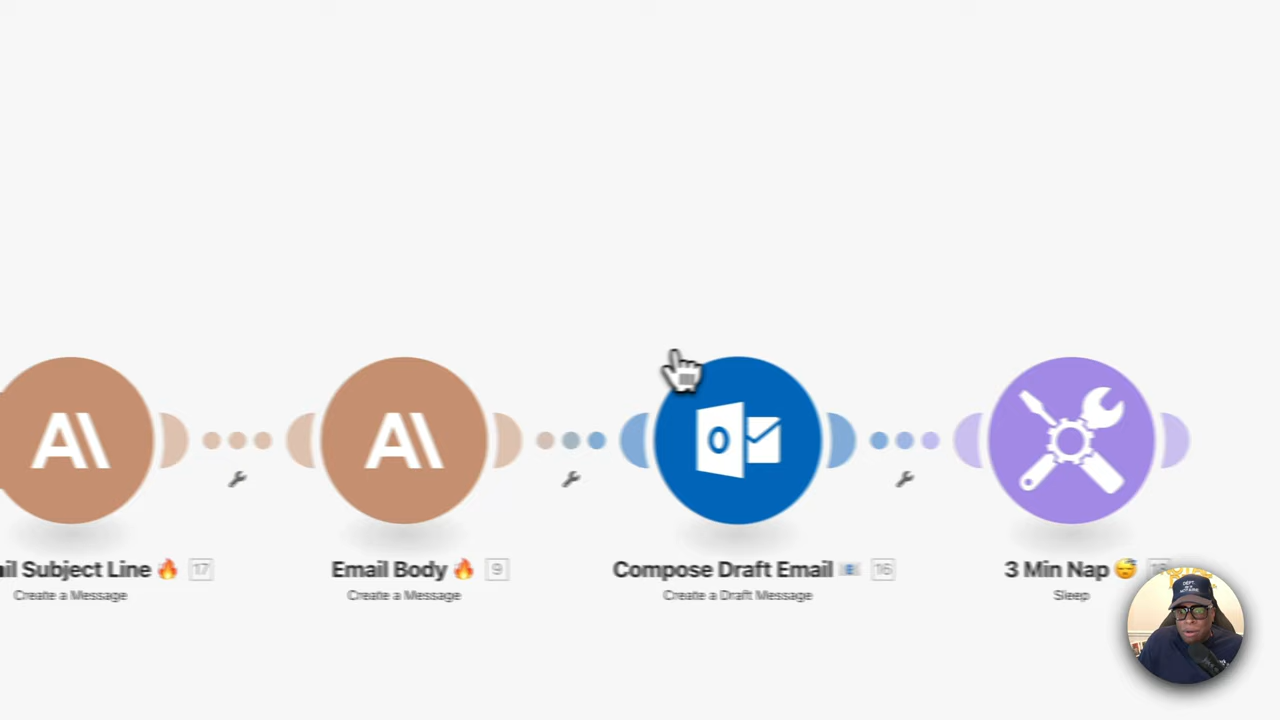 il Subject Line 🔥 17
Create a Message
Email Body 🔥 9
Create a Message
Compose Draft Email 📧 16
Create a Draft Message
3 Min Nap 😴
Sleep